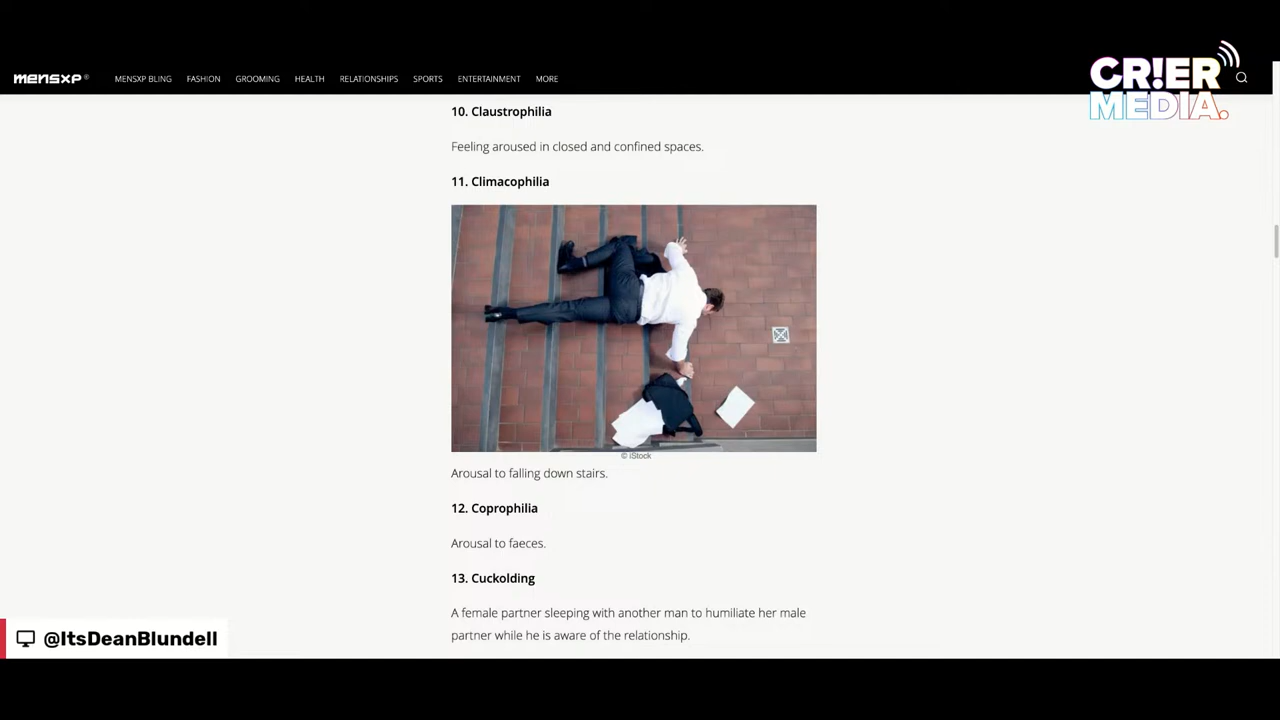 mensxp ®
MENSXP BLING FASHION GROOMING HEALTH RELATIONSHIPS SPORTS ENTERTAINMENT MORE
CR!ER
MEDIA.
10. Claustrophilia
Feeling aroused in closed and confined spaces.
11. Climacophilia
© iStock
Arousal to falling down stairs.
12. Coprophilia
Arousal to faeces.
13. Cuckolding
A female partner sleeping with another man to humiliate her male
partner while he is aware of the relationship.
@ItsDeanBlundell